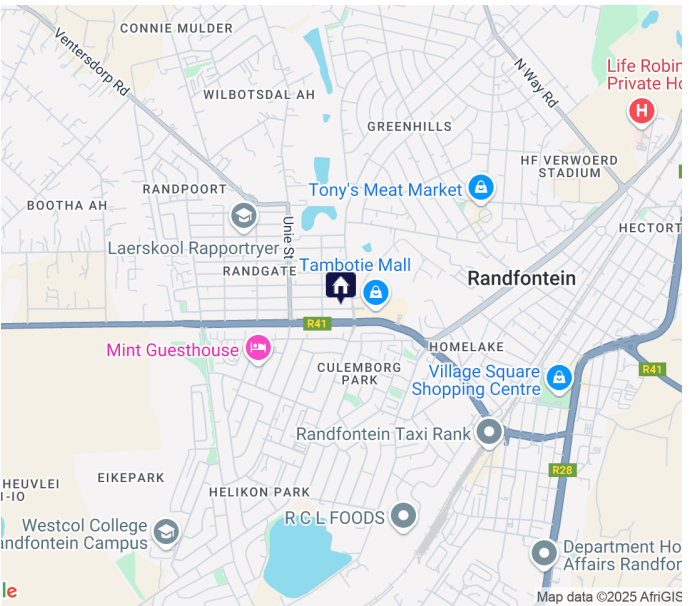 CONNIE MULDER
Ventersdorp Rd
N Way Rd
Life Robin
Private Ho
H
WILBOTSDAL AH
GREENHILLS
HF VERWOERD
STADIUM
RANDPOORT
Tony's Meat Market
BOOTHA AH
Unie St
HECTORT
Laerskool Rapportryer
RANDGATE
Tambotie Mall
Randfontein
R41
Mint Guesthouse
HOMELAKE
CULEMBORG
PARK
Village Square
Shopping Centre
R41
Randfontein Taxi Rank
R28
HEUVLEI
I-IO
EIKEPARK
HELIKON PARK
R C L FOODS
Westcol College
andfontein Campus
Department Ho
Affairs Randfor
le
Map data ©2025 AfriGIS